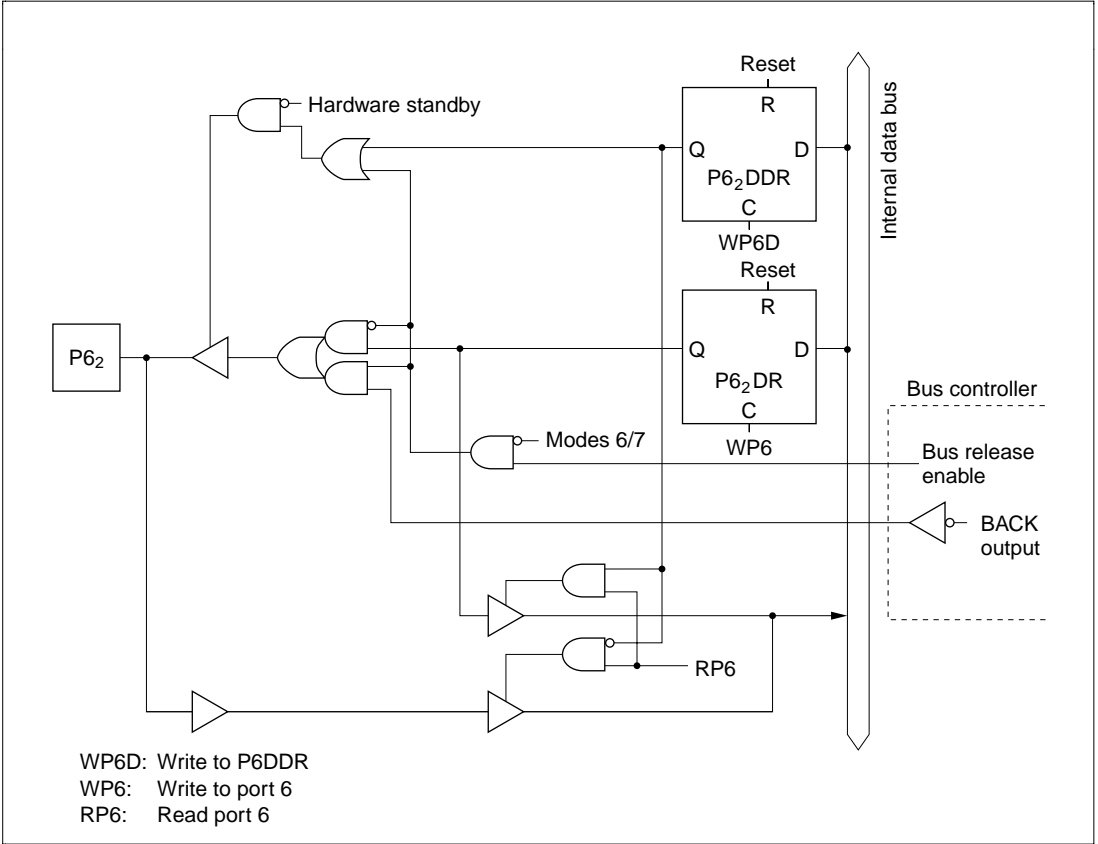 Reset
Hardware standby
R
Q D
P6₂DDR
C
WP6D
Internal data bus
Reset
R
P6₂
Q D
P6₂DR
C
WP6
Bus controller
Modes 6/7
Bus release
enable
BACK
output
RP6
WP6D: Write to P6DDR
WP6: Write to port 6
RP6: Read port 6